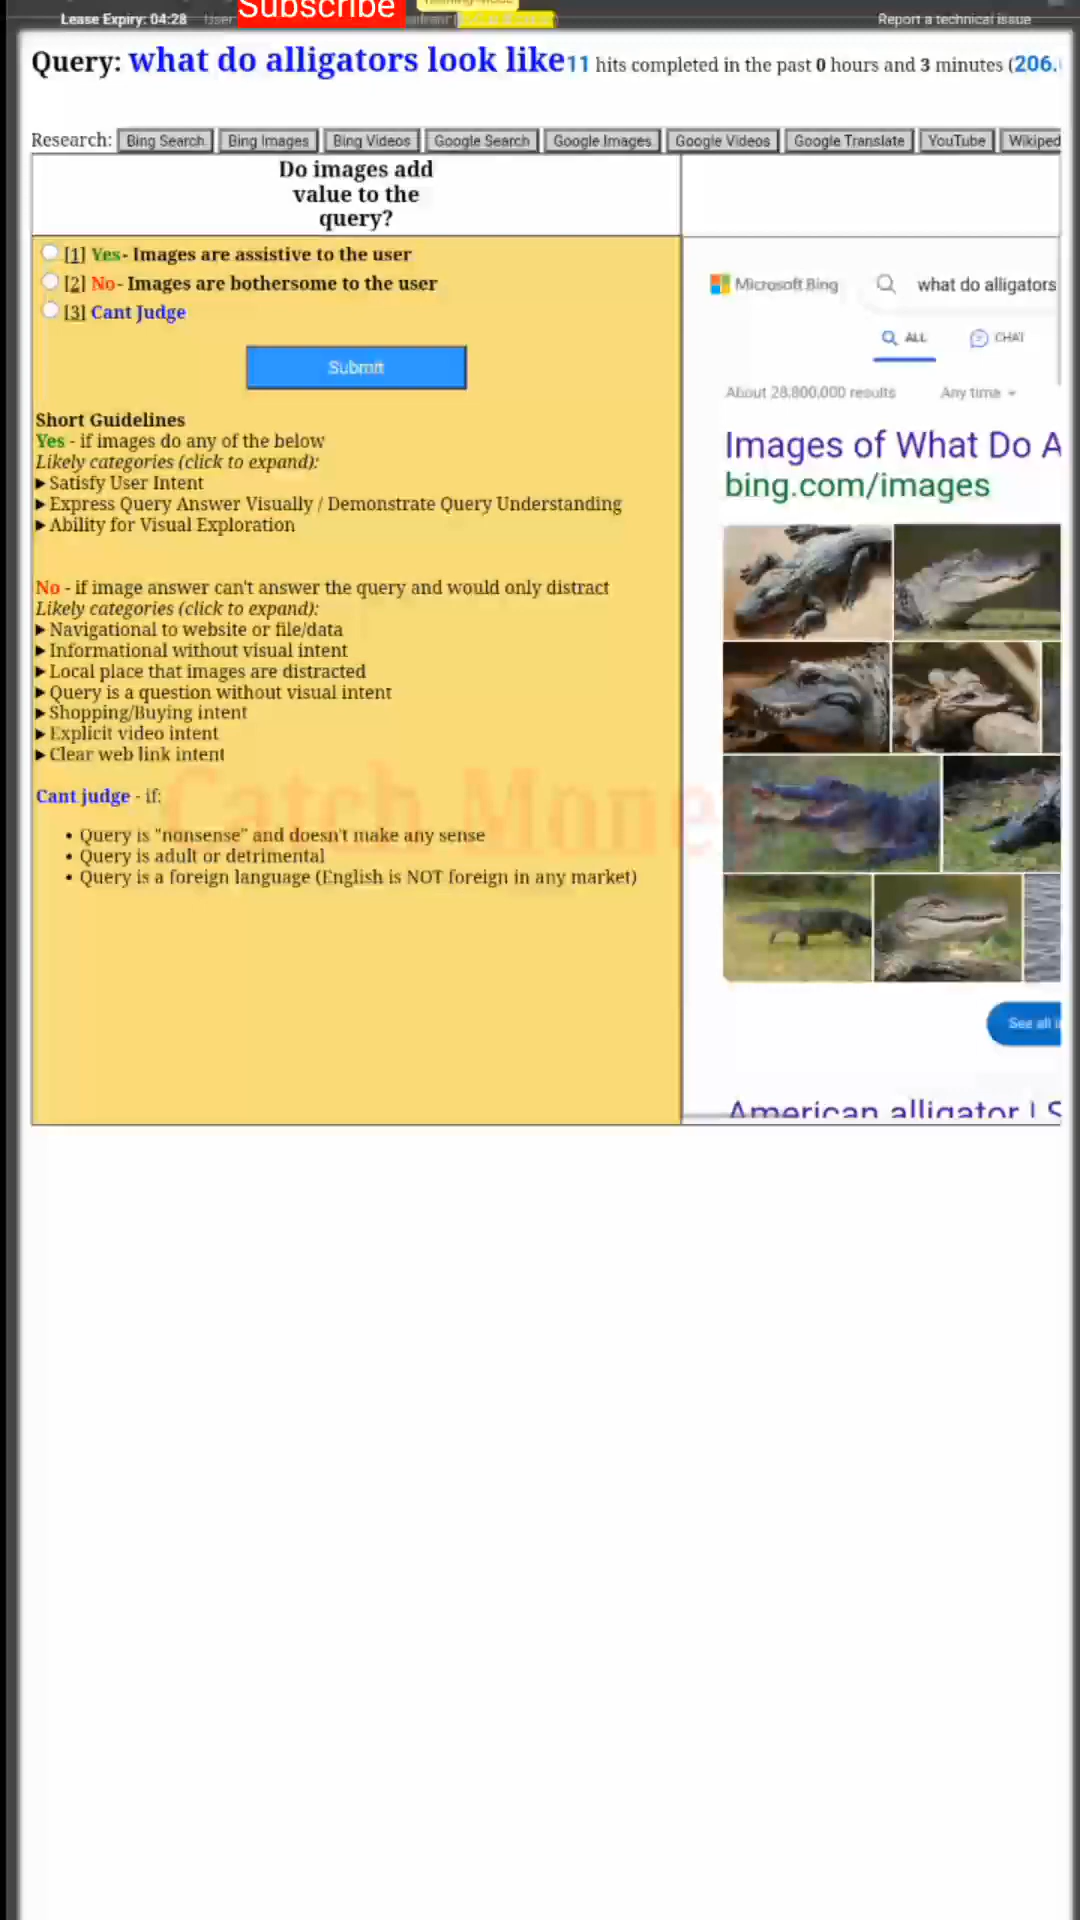 Subscribe
Lease Expiry: 04:28
User
Report a technical issue
Query: what do alligators look like11 hits completed in the past 0 hours and 3 minutes (206.
Research: Bing Search Bing Images Bing Videos Google Search Google Images Google Videos Google Translate YouTube Wikiped
Do images add
value to the
query?
[1] Yes- Images are assistive to the user
[2] No- Images are bothersome to the user
[3] Cant Judge
Submit
Short Guidelines
Yes - if images do any of the below
Likely categories (click to expand):
▶ Satisfy User Intent
▶ Express Query Answer Visually / Demonstrate Query Understanding
▶ Ability for Visual Exploration
No - if image answer can't answer the query and would only distract
Likely categories (click to expand):
▶ Navigational to website or file/data
▶ Informational without visual intent
▶ Local place that images are distracted
▶ Query is a question without visual intent
▶ Shopping/Buying intent
▶ Explicit video intent
▶ Clear web link intent
Catch Money
Cant judge - if:
• Query is "nonsense" and doesn't make any sense
• Query is adult or detrimental
• Query is a foreign language (English is NOT foreign in any market)
Microsoft Bing
what do alligators
ALL CHAT
About 28,800,000 results Any time
Images of What Do A
bing.com/images
See all i
American alligator | S